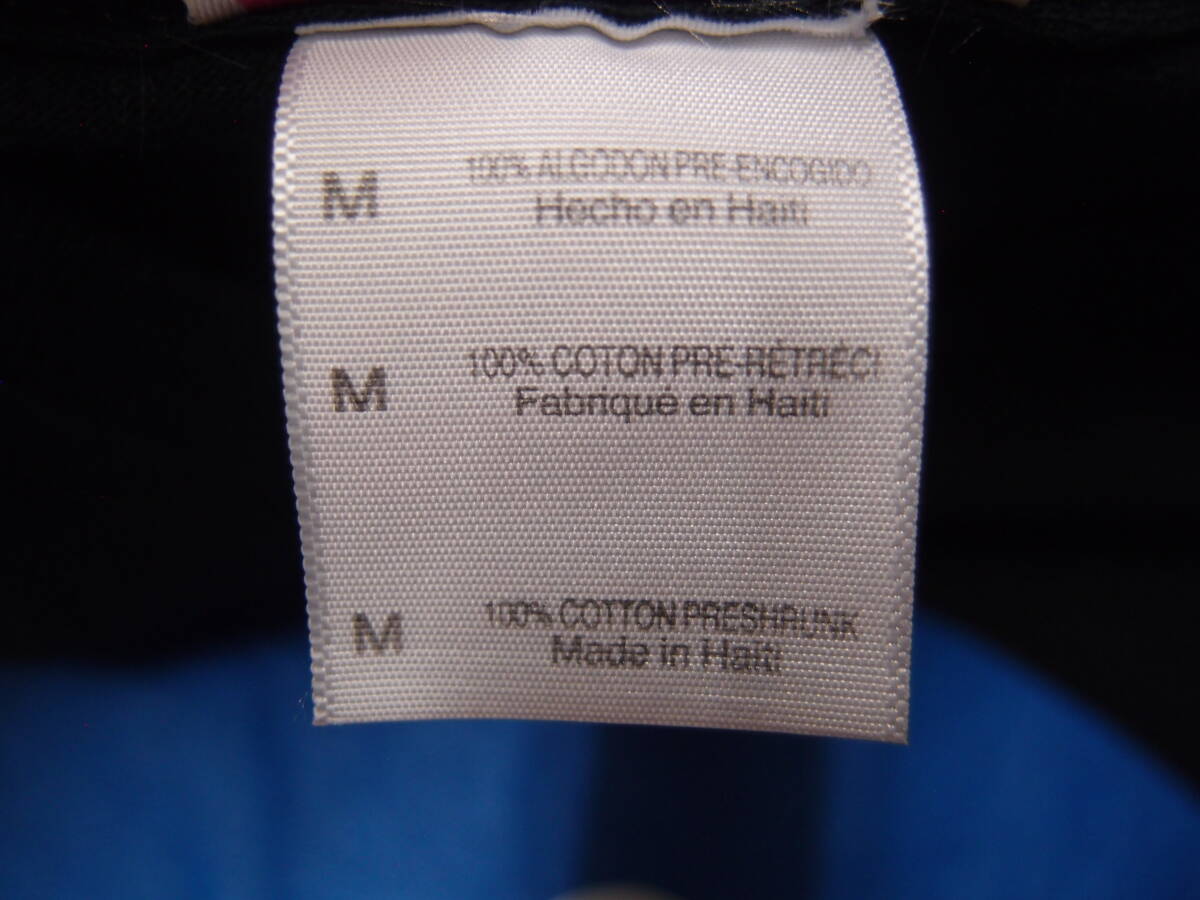 M 100% ALGODON PRE-ENCOGIDO
Hecho en Haiti
M 100% COTON PRE-RÉTRÉCI
Fabriqué en Haiti
M 100% COTTON PRESHRUNK
Made in Haiti